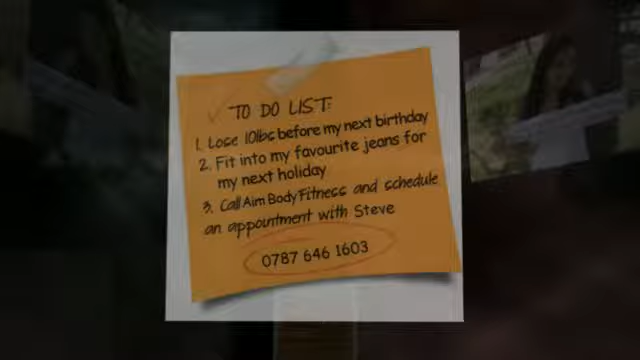 TO DO LIST:
1. Lose 10lbs before my next birthday
2. Fit into my favourite jeans for
my next holiday
3. Call Aim Body Fitness and schedule
an appointment with Steve
0787 646 1603